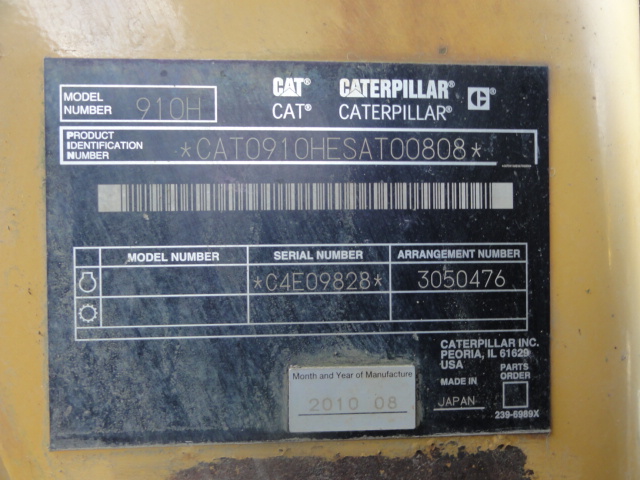 MODEL NUMBER 910H
CAT® CATERPILLAR®
CAT® CATERPILLAR®
PRODUCT IDENTIFICATION NUMBER *CAT0910HESAT00808*
MODEL NUMBER SERIAL NUMBER ARRANGEMENT NUMBER
*C4E09828* 3050476
CATERPILLAR INC.
PEORIA, IL 61629
USA
MADE IN PARTS ORDER
JAPAN
239-6989X
Month and Year of Manufacture
2010 08